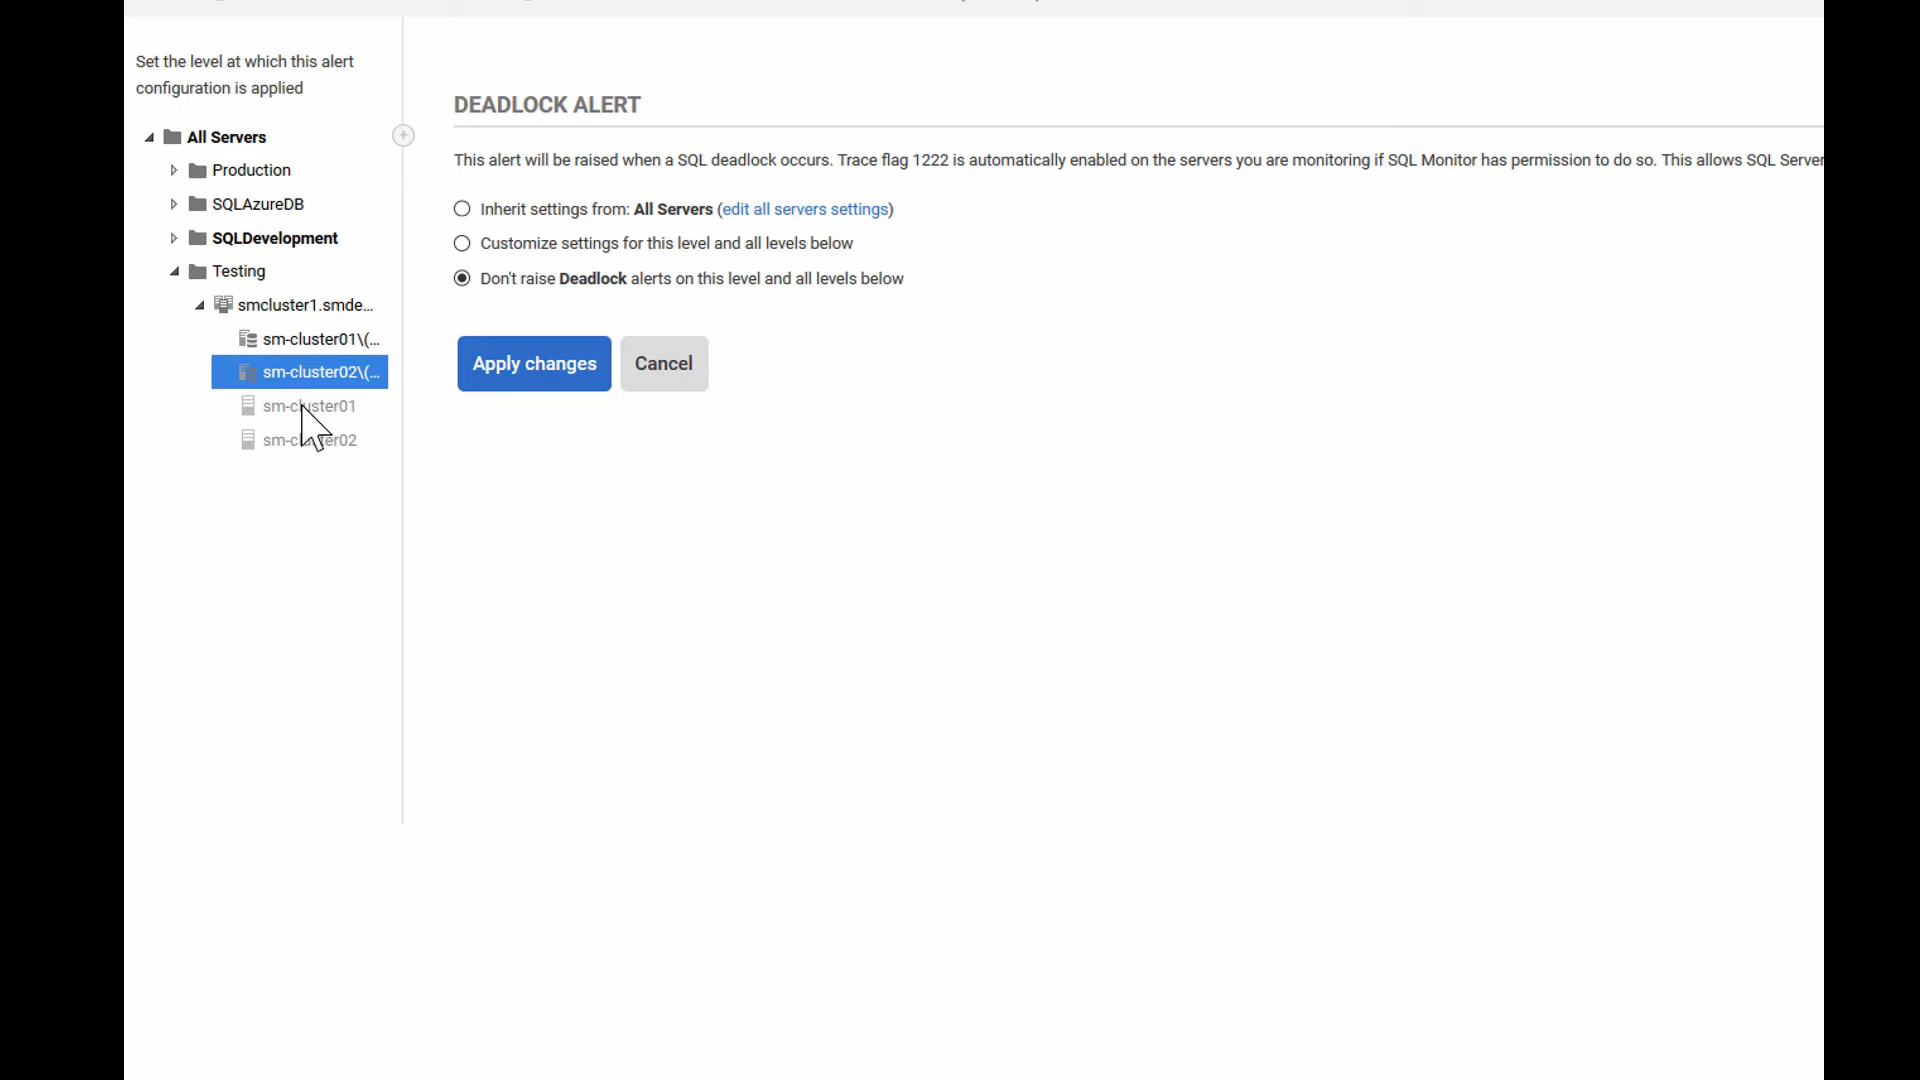 Set the level at which this alert
configuration is applied
All Servers
Production
SQLAzureDB
SQLDevelopment
Testing
smcluster1.smde...
sm-cluster01\(...
sm-cluster02\(...
sm-cluster01
sm-cluster02
DEADLOCK ALERT
This alert will be raised when a SQL deadlock occurs. Trace flag 1222 is automatically enabled on the servers you are monitoring if SQL Monitor has permission to do so. This allows SQL Server
Inherit settings from: All Servers (edit all servers settings)
Customize settings for this level and all levels below
Don't raise Deadlock alerts on this level and all levels below
Apply changes
Cancel